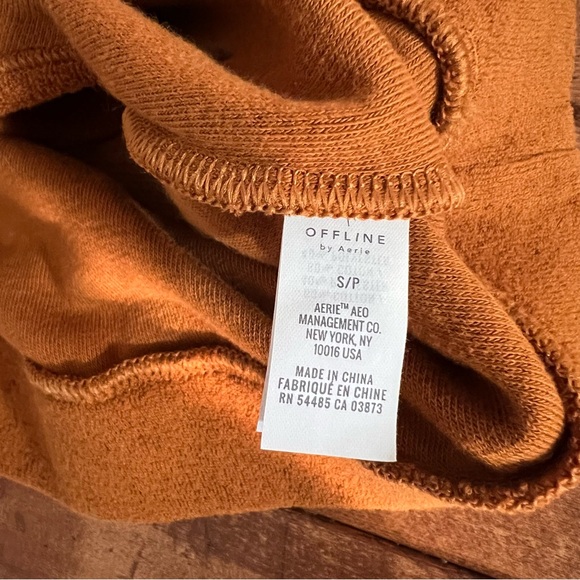 OFFLINE
by Aerie
S/P
AERIE™ AEO
MANAGEMENT CO.
NEW YORK, NY
10016 USA
MADE IN CHINA
FABRIQUÉ EN CHINE
RN 54485 CA 03873